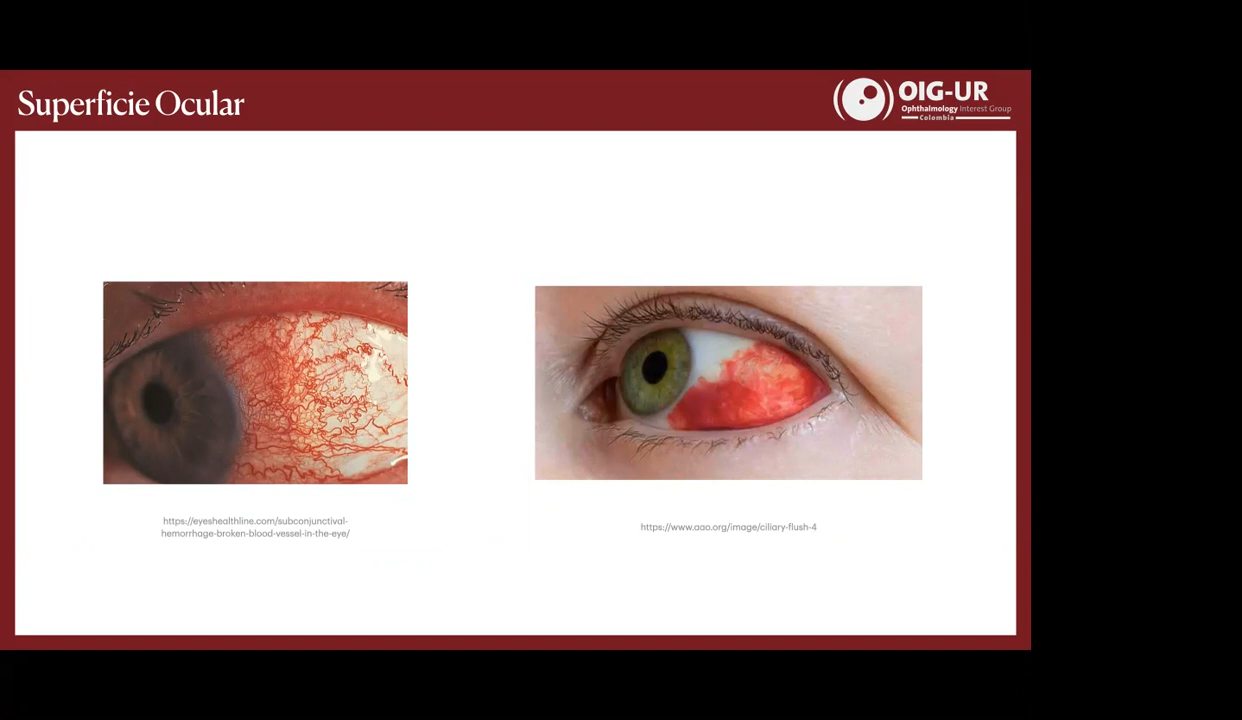 Superficie Ocular
OIG-UR
Ophthalmology Interest Group
Colombia
https://eyeshealthline.com/subconjunctival-
hemorrhage-broken-blood-vessel-in-the-eye/
https://www.aao.org/image/ciliary-flush-4